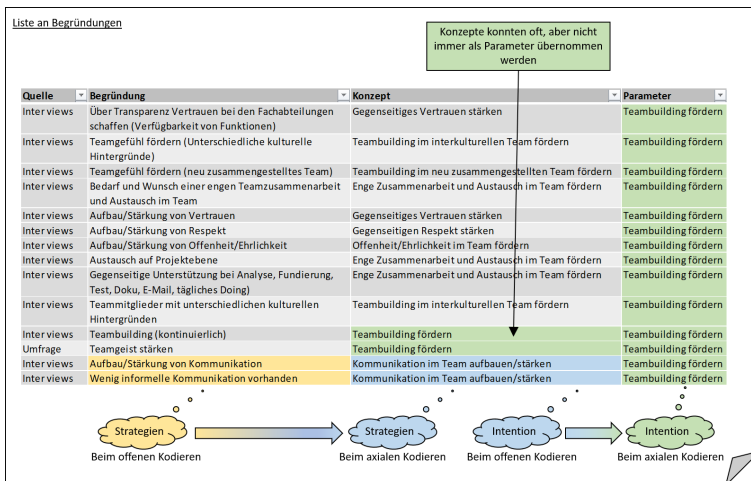 Liste an Begründungen
Konzepte konnten oft, aber nicht
immer als Parameter übernommen
werden
Quelle Begründung Konzept Parameter
Interviews Über Transparenz Vertrauen bei den Fachabteilungen Gegenseitiges Vertrauen stärken Teambuilding fördern
schaffen (Verfügbarkeit von Funktionen)
Interviews Teamgefühl fördern (Unterschiedliche kulturelle Teambuilding im interkulturellen Team fördern Teambuilding fördern
Hintergründe)
Interviews Teamgefühl fördern (neu zusammengestelltes Team) Teambuilding im neu zusammengestellten Team fördern Teambuilding fördern
Interviews Bedarf und Wunsch einer engen Teamzusammenarbeit Enge Zusammenarbeit und Austausch im Team fördern Teambuilding fördern
und Austausch im Team
Interviews Aufbau/Stärkung von Vertrauen Gegenseitiges Vertrauen stärken Teambuilding fördern
Interviews Aufbau/Stärkung von Respekt Gegenseitigen Respekt stärken Teambuilding fördern
Interviews Aufbau/Stärkung von Offenheit/Ehrlichkeit Offenheit/Ehrlichkeit im Team fördern Teambuilding fördern
Interviews Austausch auf Projektebene Enge Zusammenarbeit und Austausch im Team fördern Teambuilding fördern
Interviews Gegenseitige Unterstützung bei Analyse, Fundierung, Enge Zusammenarbeit und Austausch im Team fördern Teambuilding fördern
Test, Doku, E-Mail, tägliches Doing)
Interviews Teammitglieder mit unterschiedlichen kulturellen Teambuilding im interkulturellen Team fördern Teambuilding fördern
Hintergründen
Interviews Teambuilding (kontinuierlich) Teambuilding fördern Teambuilding fördern
Umfrage Teamgeist stärken Teambuilding fördern Teambuilding fördern
Interviews Aufbau/Stärkung von Kommunikation Kommunikation im Team aufbauen/stärken Teambuilding fördern
Interviews Wenig informelle Kommunikation vorhanden Kommunikation im Team aufbauen/stärken Teambuilding fördern
Strategien Strategien Intention Intention
Beim offenen Kodieren Beim axialen Kodieren Beim offenen Kodieren Beim axialen Kodieren